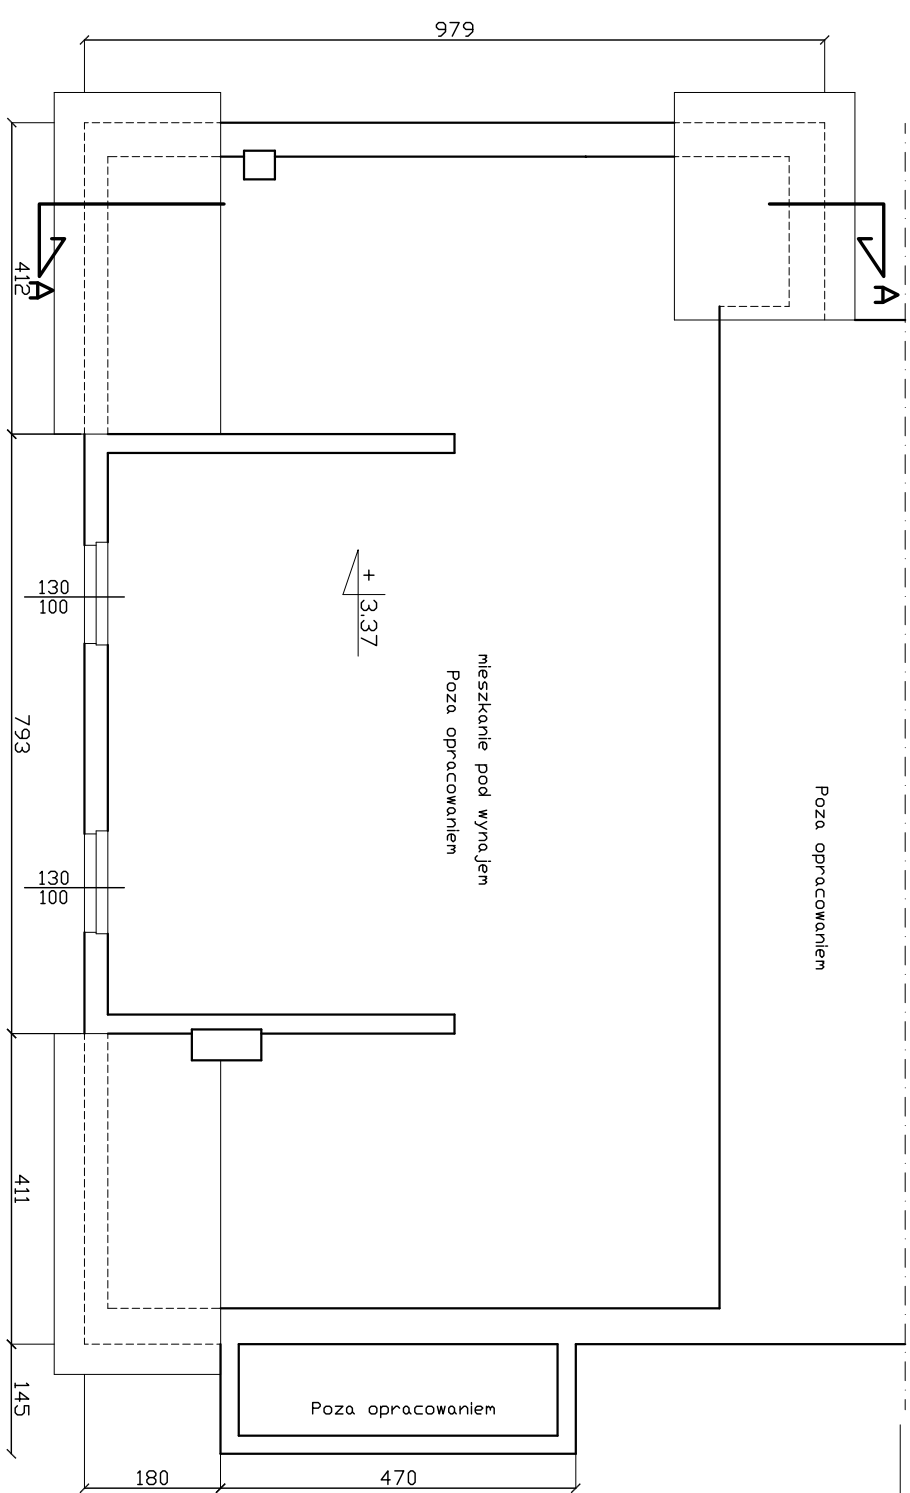 979
412
A
A
130
100
+ 3.37
mieszkanie pod wynajem
Poza opracowaniem
Poza opracowaniem
793
130
100
411
145
Poza opracowaniem
180
470